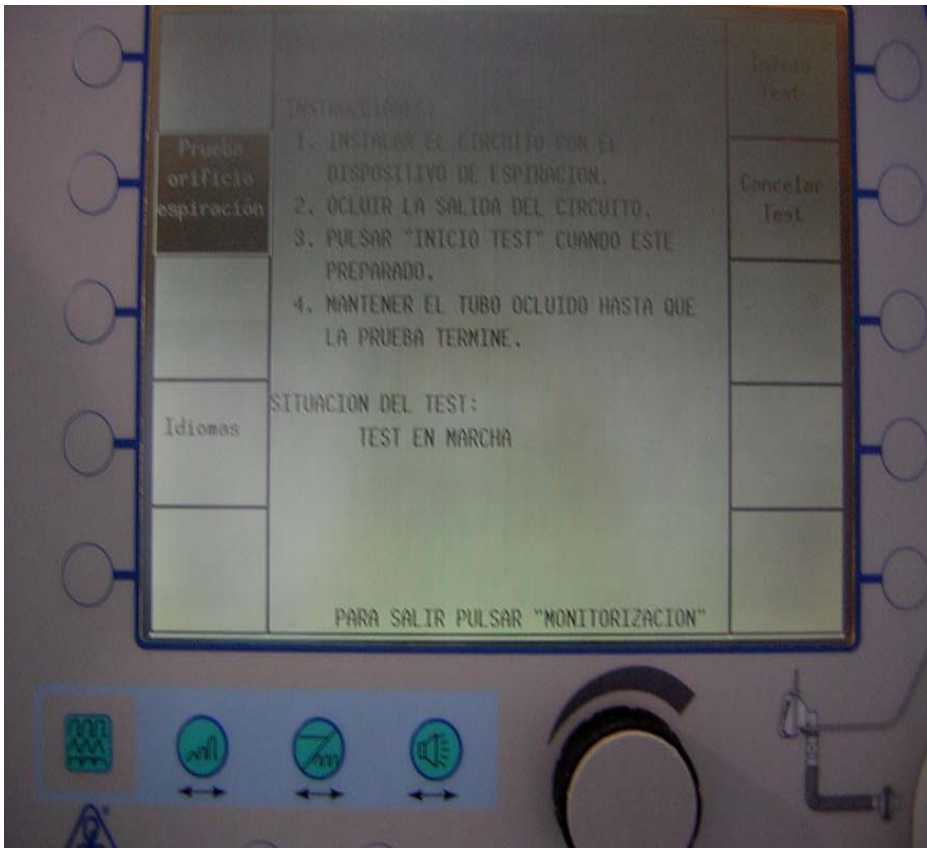 Inicio
Test
INSTRUCCIONES:
1. INSTALAR EL CIRCUITO CON EL
DISPOSITIVO DE ESPIRACION.
2. OCLUIR LA SALIDA DEL CIRCUITO.
3. PULSAR "INICIO TEST" CUANDO ESTE
PREPARADO.
4. MANTENER EL TUBO OCLUIDO HASTA QUE
LA PRUEBA TERMINE.
Prueba
orificio
espiración
Cancelar
Test
SITUACION DEL TEST:
TEST EN MARCHA
Idiomas
PARA SALIR PULSAR "MONITORIZACION"